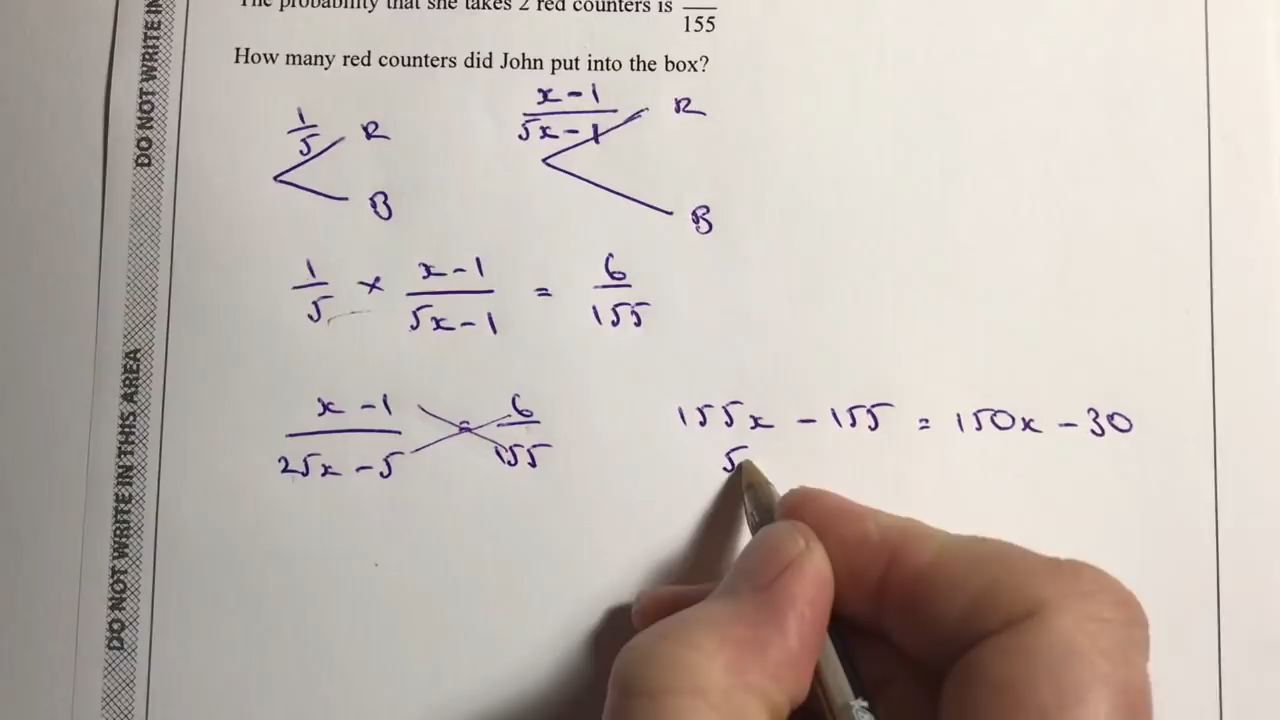 The probability that she takes 2 red counters is
155
How many red counters did John put into the box?
1/5 R
B
x-1/5x-1 R
B
1/5 × x-1/5x-1 = 6/155
x-1/25x-5 = 6/155
155x - 155 = 150x - 30
5
DO NOT WRITE IN
DO NOT WRITE IN THIS AREA